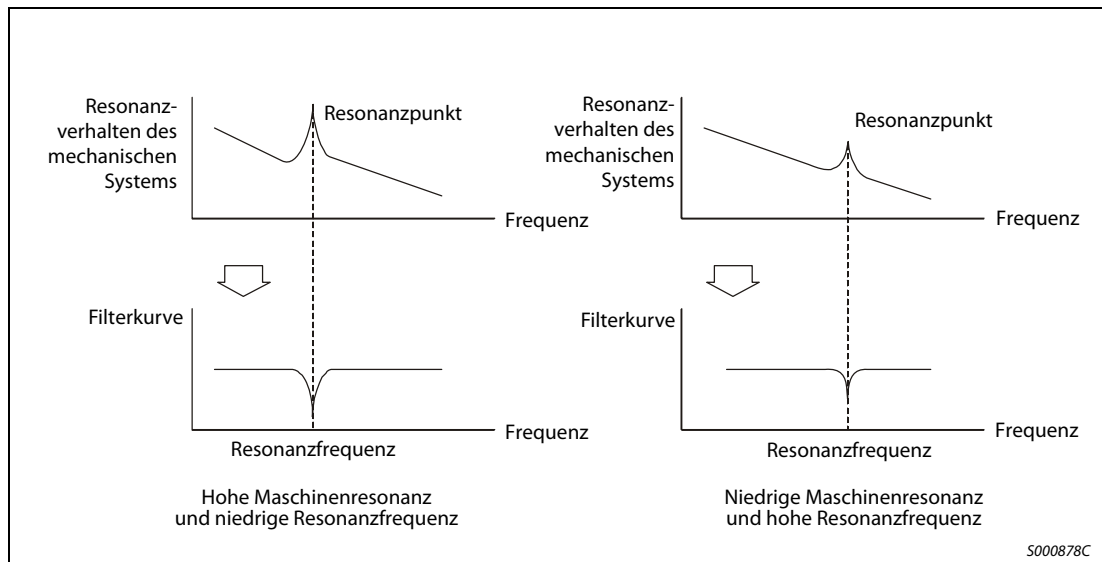 Resonanz-
verhalten des
mechanischen
Systems
Resonanzpunkt
Frequenz
Filterkurve
Frequenz
Resonanzfrequenz
Hohe Maschinenresonanz
und niedrige Resonanzfrequenz
Resonanz-
verhalten des
mechanischen
Systems
Resonanzpunkt
Frequenz
Filterkurve
Frequenz
Resonanzfrequenz
Niedrige Maschinenresonanz
und hohe Resonanzfrequenz
S000878C